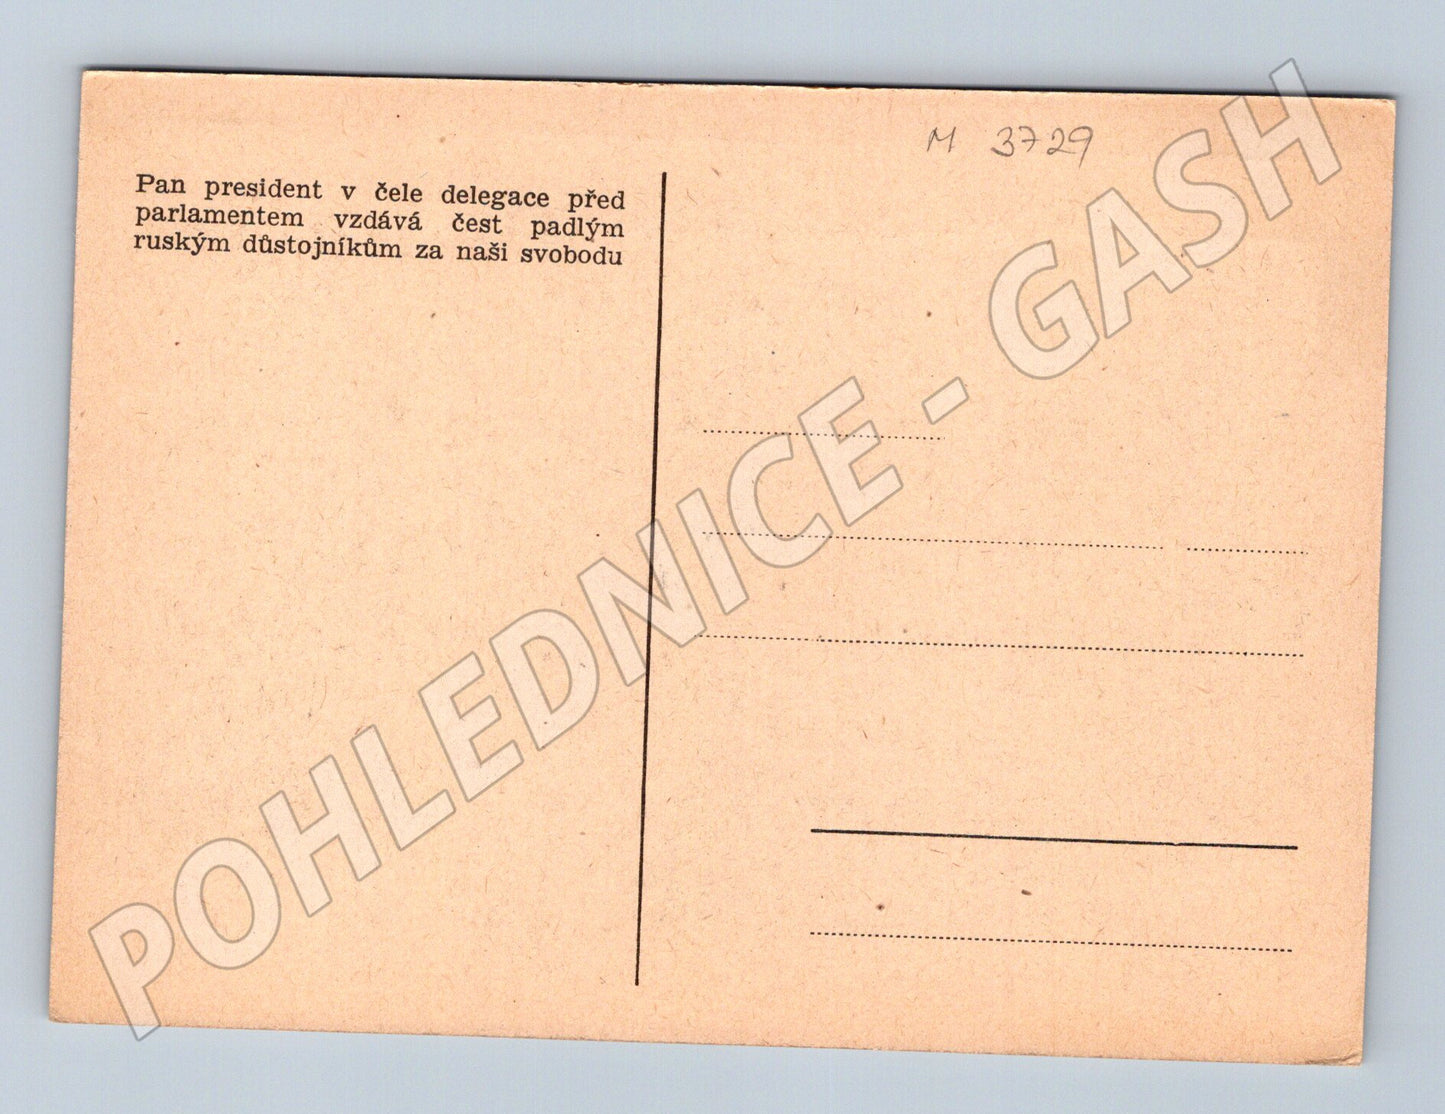 M 3729
Pan president v čele delegace před
parlamentem vzdává čest padlým
ruským důstojníkům za naši svobodu
POHLEDNICE - GASH